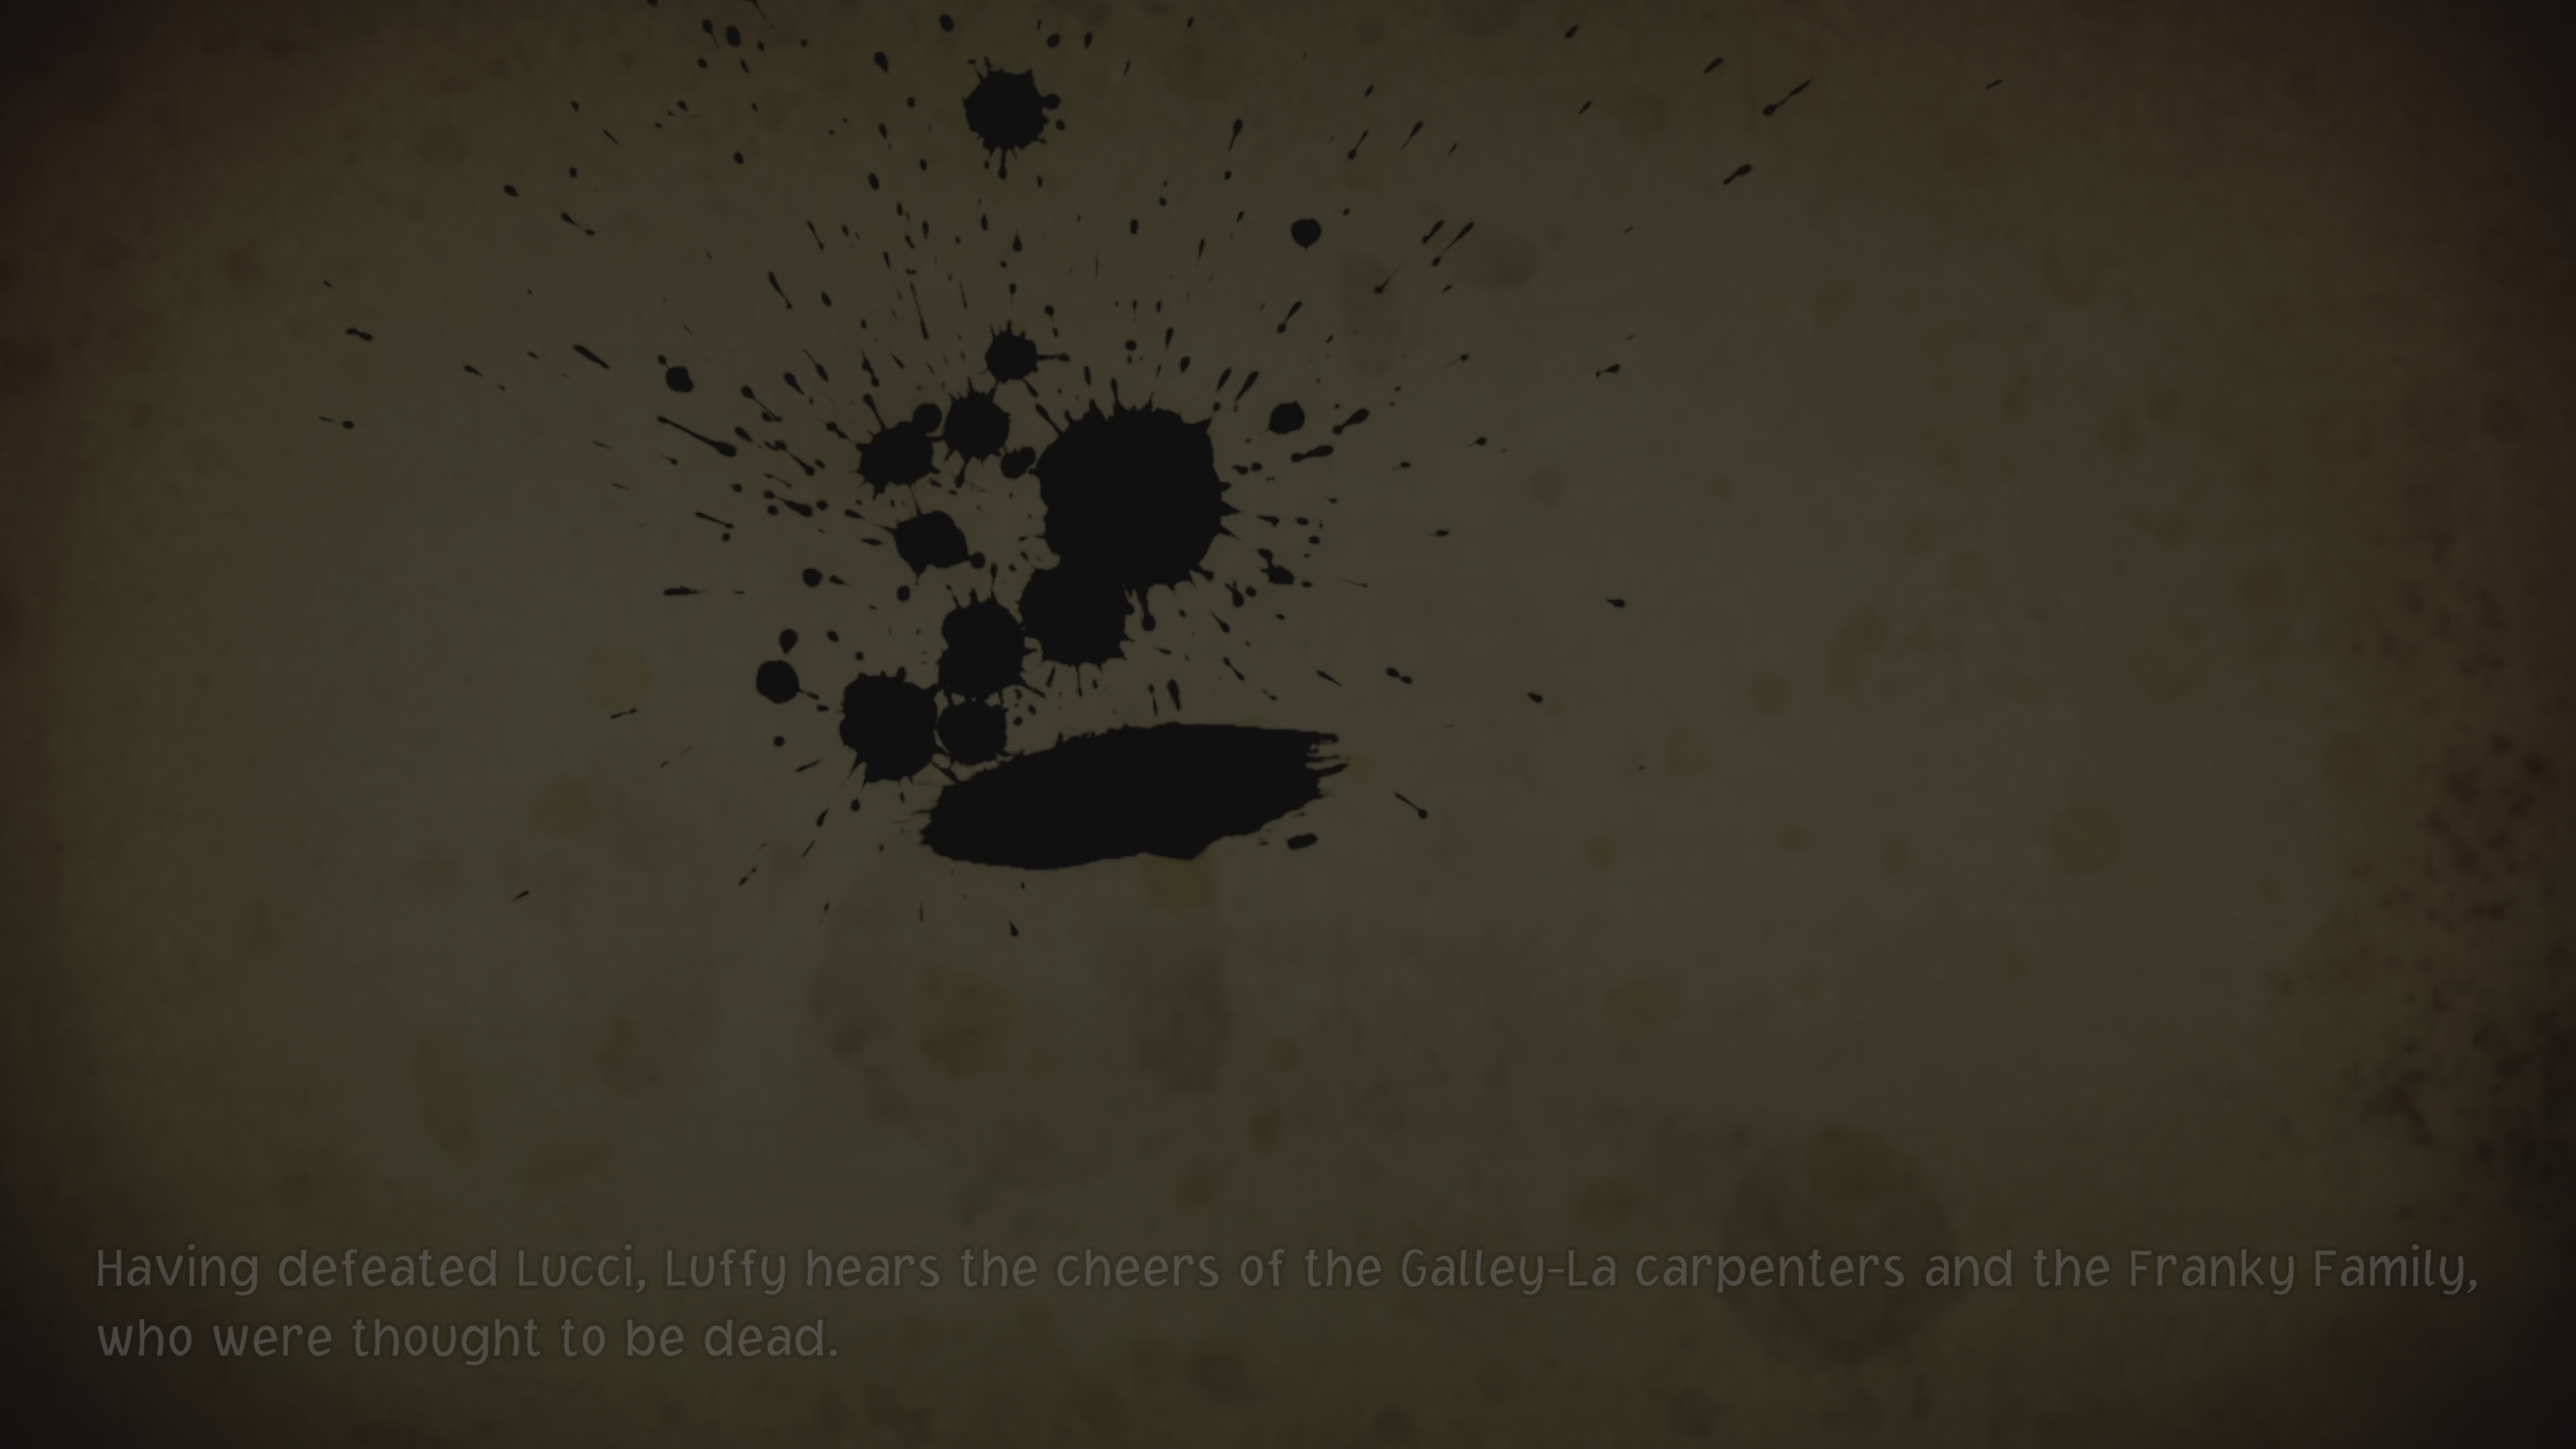 Having defeated Lucci, Luffy hears the cheers of the Galley-La carpenters and the Franky Family,
who were thought to be dead.